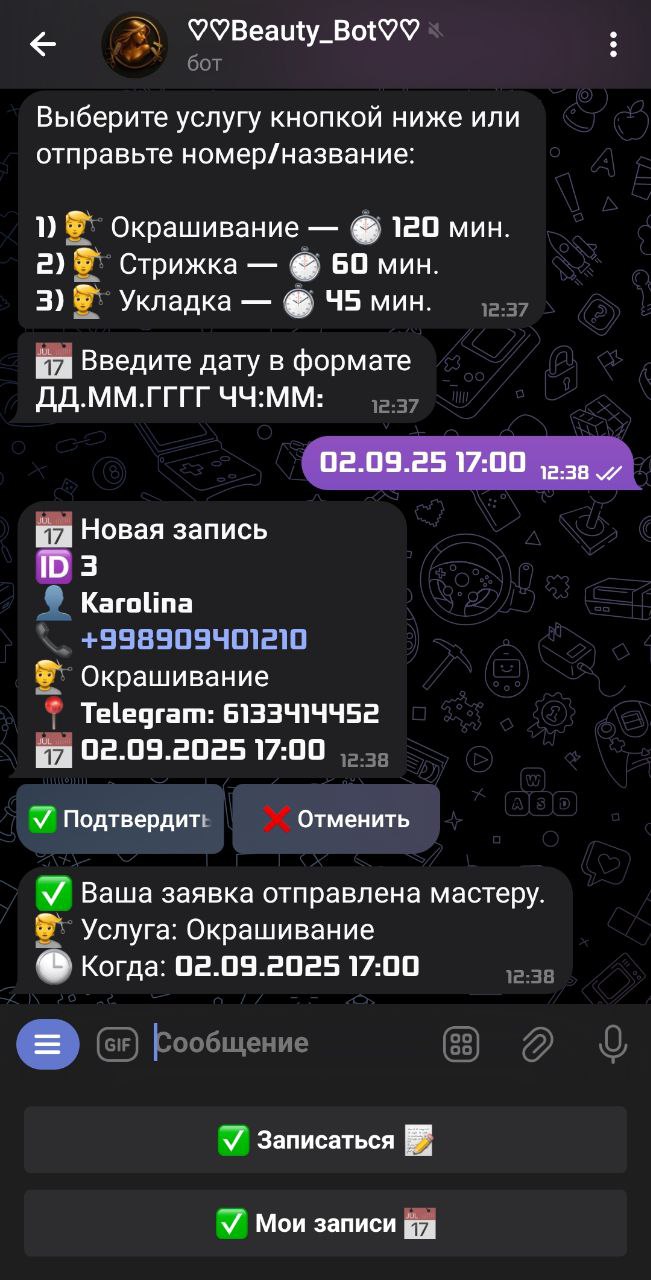 ♡♡Beauty_Bot♡♡
бот
Выберите услугу кнопкой ниже или
отправьте номер/название:
1) 💇 Окрашивание — ⏱ 120 мин.
2) 💇 Стрижка — ⏱ 60 мин.
3) 💇 Укладка — ⏱ 45 мин.
12:37
📅 Введите дату в формате
ДД.ММ.ГГГГ ЧЧ:ММ:
12:37
02.09.25 17:00 12:38
📅 Новая запись
🆔 3
👤 Karolina
📞 +998909401210
💇 Окрашивание
📍 Telegram: 6133414452
📅 02.09.2025 17:00 12:38
✅ Подтвердить
❌ Отменить
✅ Ваша заявка отправлена мастеру.
💇 Услуга: Окрашивание
🕒 Когда: 02.09.2025 17:00
12:38
GIF Сообщение
✅ Записаться 📝
✅ Мои записи 📅